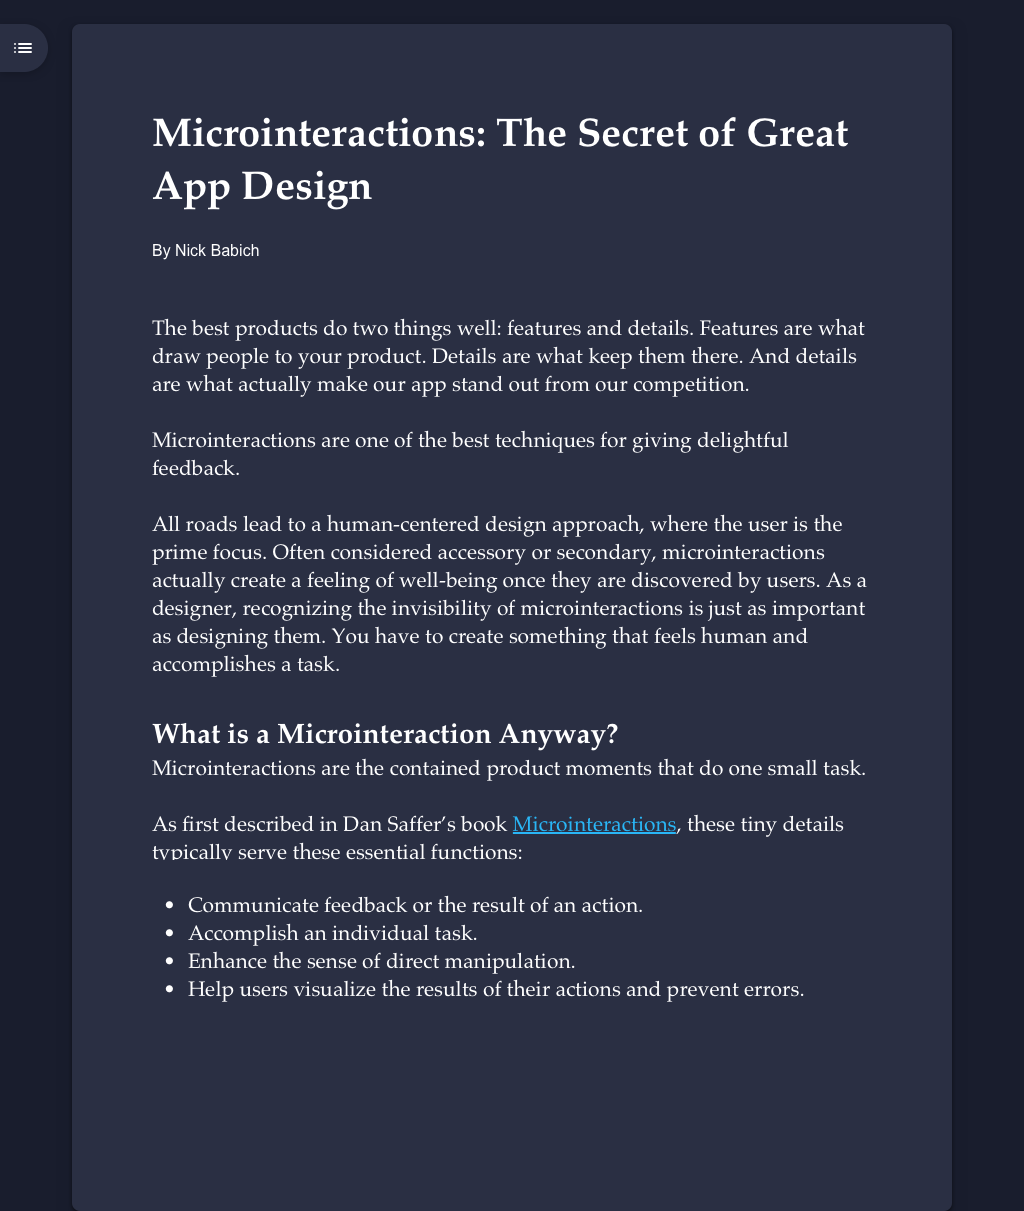 Microinteractions: The Secret of Great
App Design
By Nick Babich
The best products do two things well: features and details. Features are what
draw people to your product. Details are what keep them there. And details
are what actually make our app stand out from our competition.
Microinteractions are one of the best techniques for giving delightful
feedback.
All roads lead to a human-centered design approach, where the user is the
prime focus. Often considered accessory or secondary, microinteractions
actually create a feeling of well-being once they are discovered by users. As a
designer, recognizing the invisibility of microinteractions is just as important
as designing them. You have to create something that feels human and
accomplishes a task.
What is a Microinteraction Anyway?
Microinteractions are the contained product moments that do one small task.
As first described in Dan Saffer’s book Microinteractions, these tiny details
typically serve these essential functions:
• Communicate feedback or the result of an action.
• Accomplish an individual task.
• Enhance the sense of direct manipulation.
• Help users visualize the results of their actions and prevent errors.